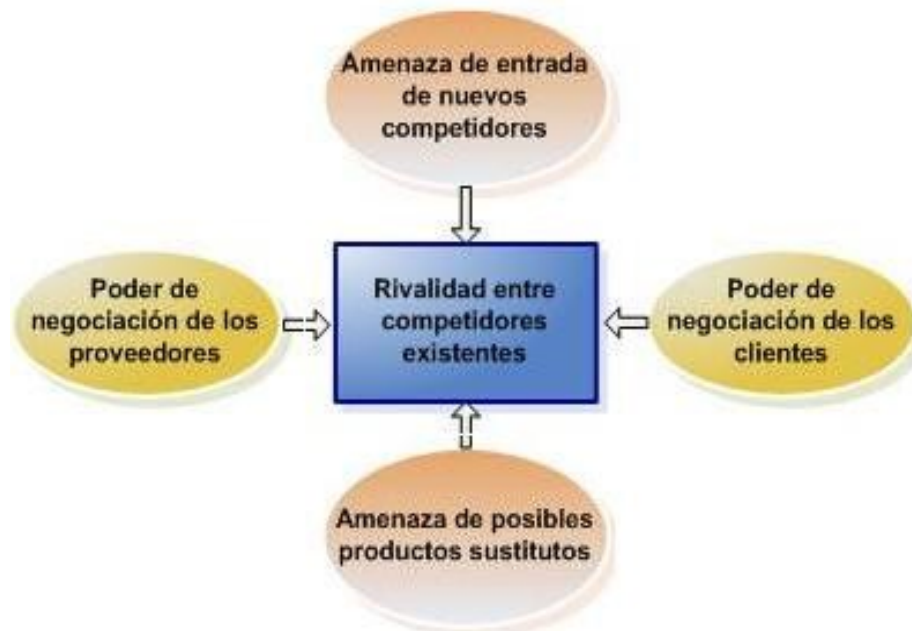 Amenaza de entrada
de nuevos
competidores
Poder de
negociación de los
proveedores
Rivalidad entre
competidores
existentes
Poder de
negociación de los
clientes
Amenaza de posibles
productos sustitutos